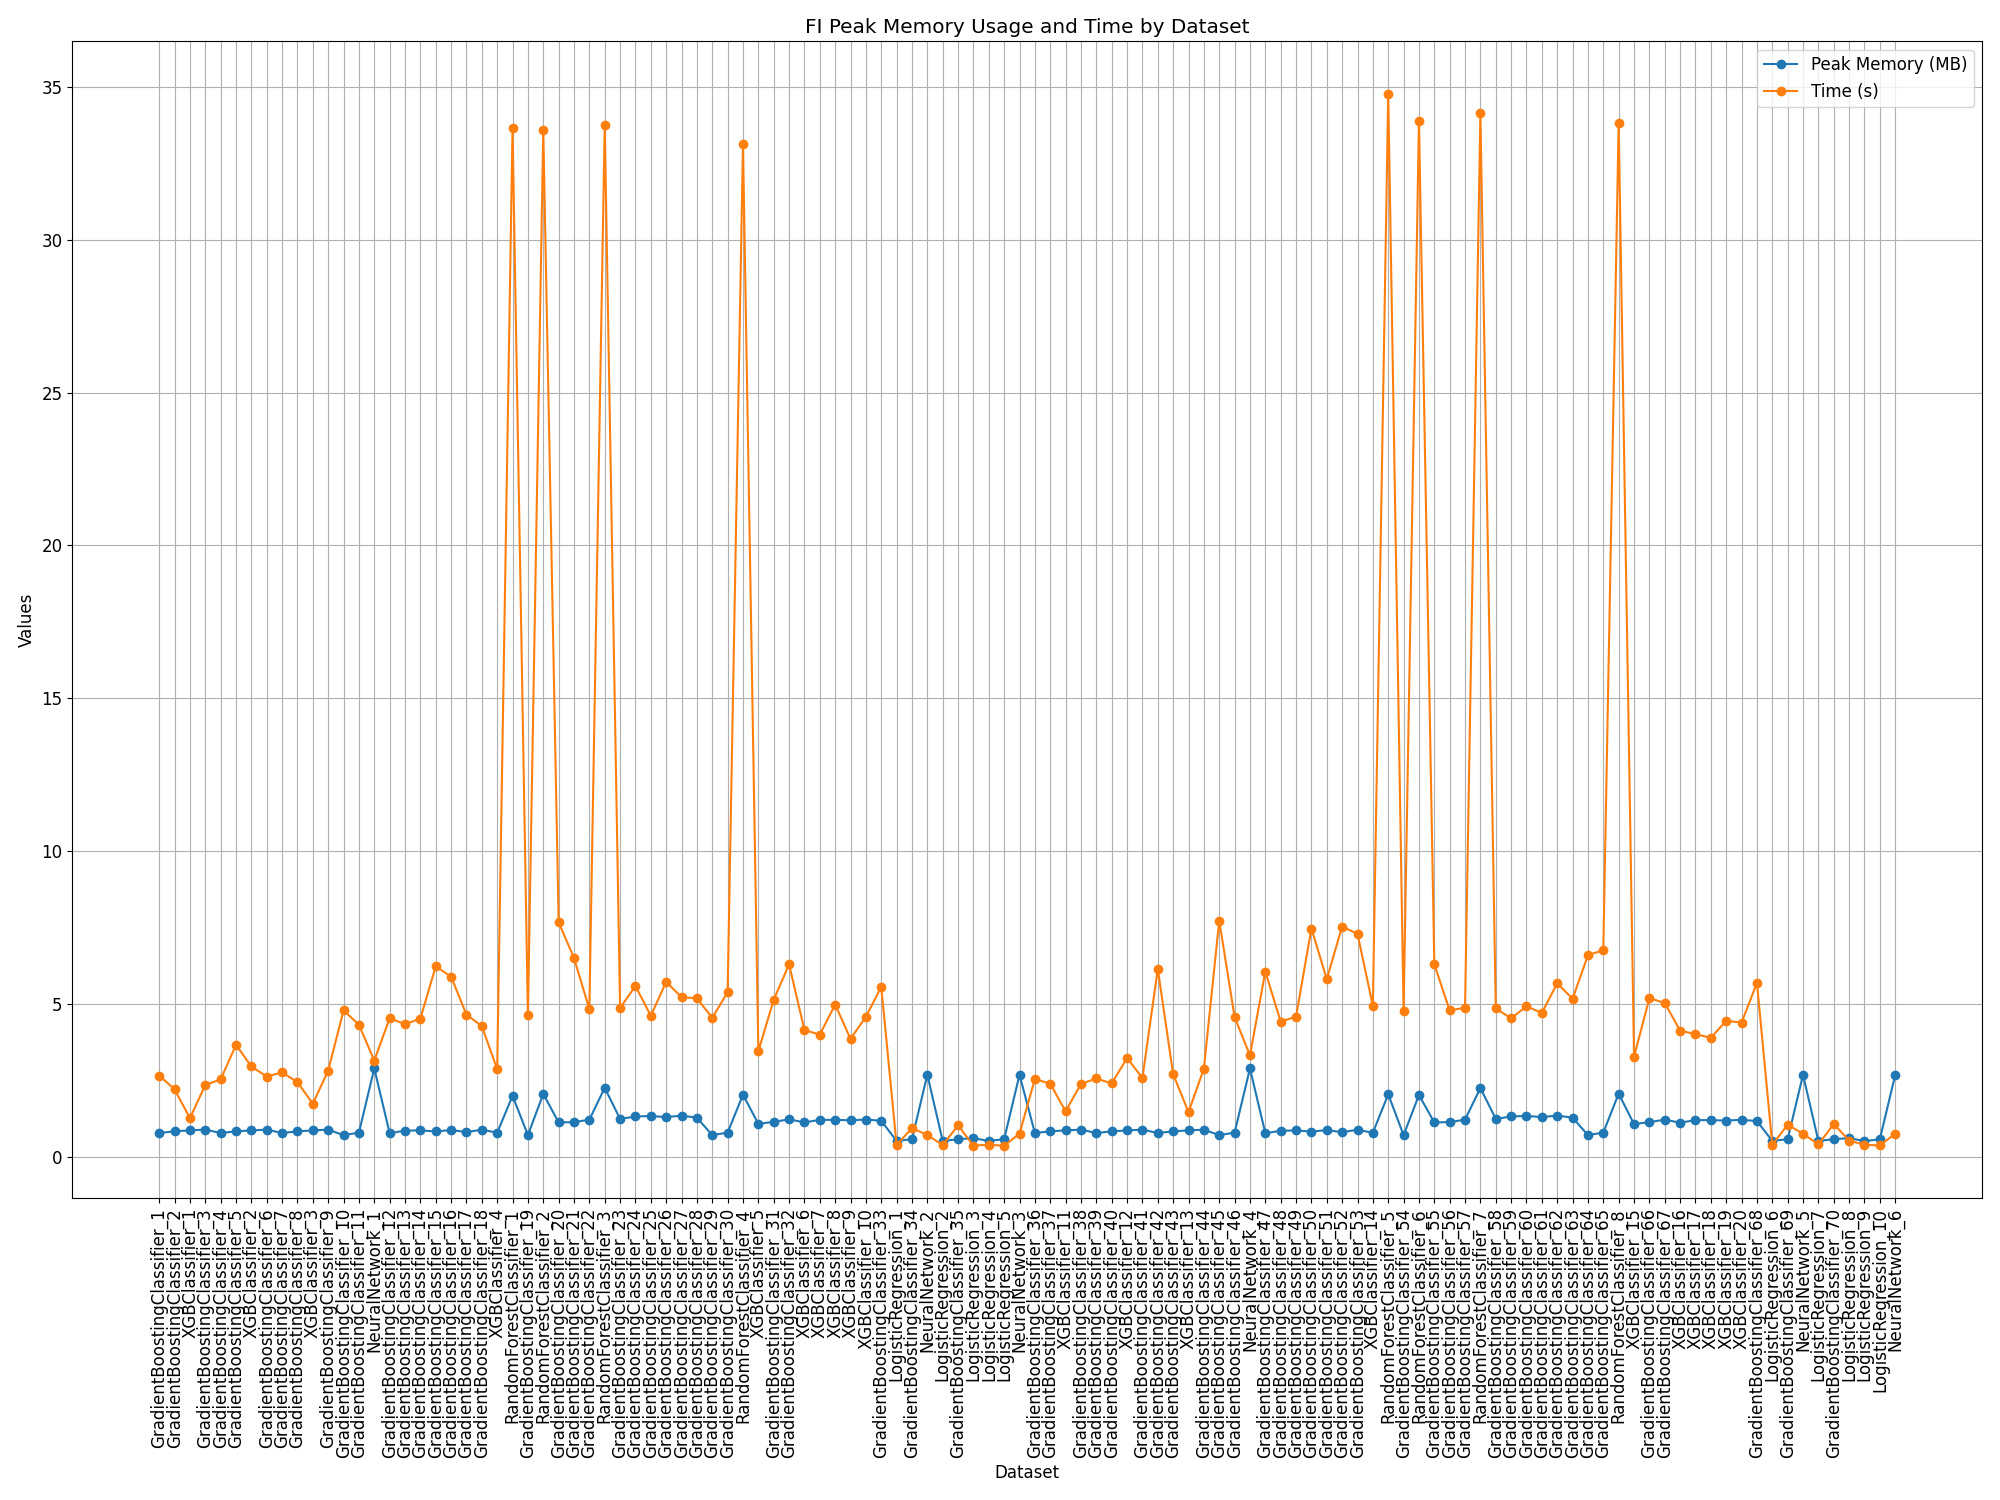 FI Peak Memory Usage and Time by Dataset
Peak Memory (MB)
Time (s)
35
30
25
20
15
10
5
0
Values
GradientBoostingClassifier_1
GradientBoostingClassifier_2
XGBClassifier_1
GradientBoostingClassifier_3
GradientBoostingClassifier_4
GradientBoostingClassifier_5
XGBClassifier_2
GradientBoostingClassifier_6
GradientBoostingClassifier_7
GradientBoostingClassifier_8
XGBClassifier_3
GradientBoostingClassifier_9
GradientBoostingClassifier_10
GradientBoostingClassifier_11
NeuralNetwork_1
GradientBoostingClassifier_12
GradientBoostingClassifier_13
GradientBoostingClassifier_14
GradientBoostingClassifier_15
GradientBoostingClassifier_16
GradientBoostingClassifier_17
GradientBoostingClassifier_18
XGBClassifier_4
RandomForestClassifier_1
GradientBoostingClassifier_19
RandomForestClassifier_2
GradientBoostingClassifier_20
GradientBoostingClassifier_21
GradientBoostingClassifier_22
RandomForestClassifier_3
GradientBoostingClassifier_23
GradientBoostingClassifier_24
GradientBoostingClassifier_25
GradientBoostingClassifier_26
GradientBoostingClassifier_27
GradientBoostingClassifier_28
GradientBoostingClassifier_29
GradientBoostingClassifier_30
RandomForestClassifier_4
XGBClassifier_5
GradientBoostingClassifier_31
GradientBoostingClassifier_32
XGBClassifier_6
XGBClassifier_7
XGBClassifier_8
XGBClassifier_9
XGBClassifier_10
GradientBoostingClassifier_33
LogisticRegression_1
GradientBoostingClassifier_34
NeuralNetwork_2
LogisticRegression_2
GradientBoostingClassifier_35
LogisticRegression_3
LogisticRegression_4
LogisticRegression_5
NeuralNetwork_3
GradientBoostingClassifier_36
GradientBoostingClassifier_37
XGBClassifier_11
GradientBoostingClassifier_38
GradientBoostingClassifier_39
GradientBoostingClassifier_40
XGBClassifier_12
GradientBoostingClassifier_41
GradientBoostingClassifier_42
GradientBoostingClassifier_43
XGBClassifier_13
GradientBoostingClassifier_44
GradientBoostingClassifier_45
GradientBoostingClassifier_46
NeuralNetwork_4
GradientBoostingClassifier_47
GradientBoostingClassifier_48
GradientBoostingClassifier_49
GradientBoostingClassifier_50
GradientBoostingClassifier_51
GradientBoostingClassifier_52
GradientBoostingClassifier_53
XGBClassifier_14
RandomForestClassifier_5
GradientBoostingClassifier_54
RandomForestClassifier_6
GradientBoostingClassifier_55
GradientBoostingClassifier_56
GradientBoostingClassifier_57
RandomForestClassifier_7
GradientBoostingClassifier_58
GradientBoostingClassifier_59
GradientBoostingClassifier_60
GradientBoostingClassifier_61
GradientBoostingClassifier_62
GradientBoostingClassifier_63
GradientBoostingClassifier_64
GradientBoostingClassifier_65
RandomForestClassifier_8
XGBClassifier_15
GradientBoostingClassifier_66
GradientBoostingClassifier_67
XGBClassifier_16
XGBClassifier_17
XGBClassifier_18
XGBClassifier_19
XGBClassifier_20
GradientBoostingClassifier_68
LogisticRegression_6
GradientBoostingClassifier_69
NeuralNetwork_5
LogisticRegression_7
GradientBoostingClassifier_70
LogisticRegression_8
LogisticRegression_9
LogisticRegression_10
NeuralNetwork_6
Dataset